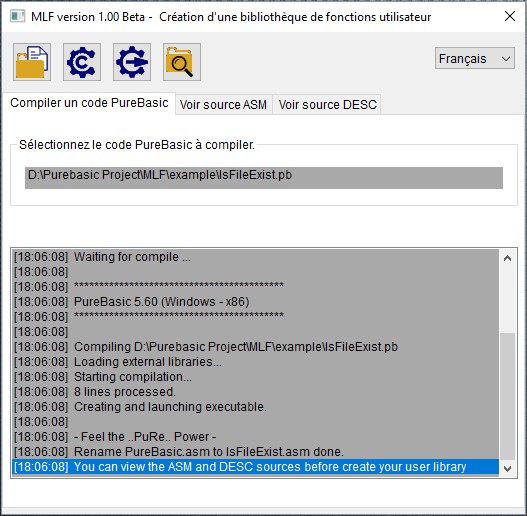 MLF version 1.00 Beta - Création d'une bibliothèque de fonctions utilisateur
Français
Compiler un code PureBasic
Voir source ASM
Voir source DESC
Sélectionnez le code PureBasic à compiler.
D:\Purebasic Project\MLF\example\IsFileExist.pb
[18:06:08] Waiting for compile ...
[18:06:08]
[18:06:08] ******************************************
[18:06:08] PureBasic 5.60 (Windows - x86)
[18:06:08] ******************************************
[18:06:08]
[18:06:08] Compiling D:\Purebasic Project\MLF\example\IsFileExist.pb
[18:06:08] Loading external libraries...
[18:06:08] Starting compilation...
[18:06:08] 8 lines processed.
[18:06:08] Creating and launching executable.
[18:06:08]
[18:06:08] - Feel the ..PuRe.. Power -
[18:06:08] Rename PureBasic.asm to IsFileExist.asm done.
[18:06:08] You can view the ASM and DESC sources before create your user library